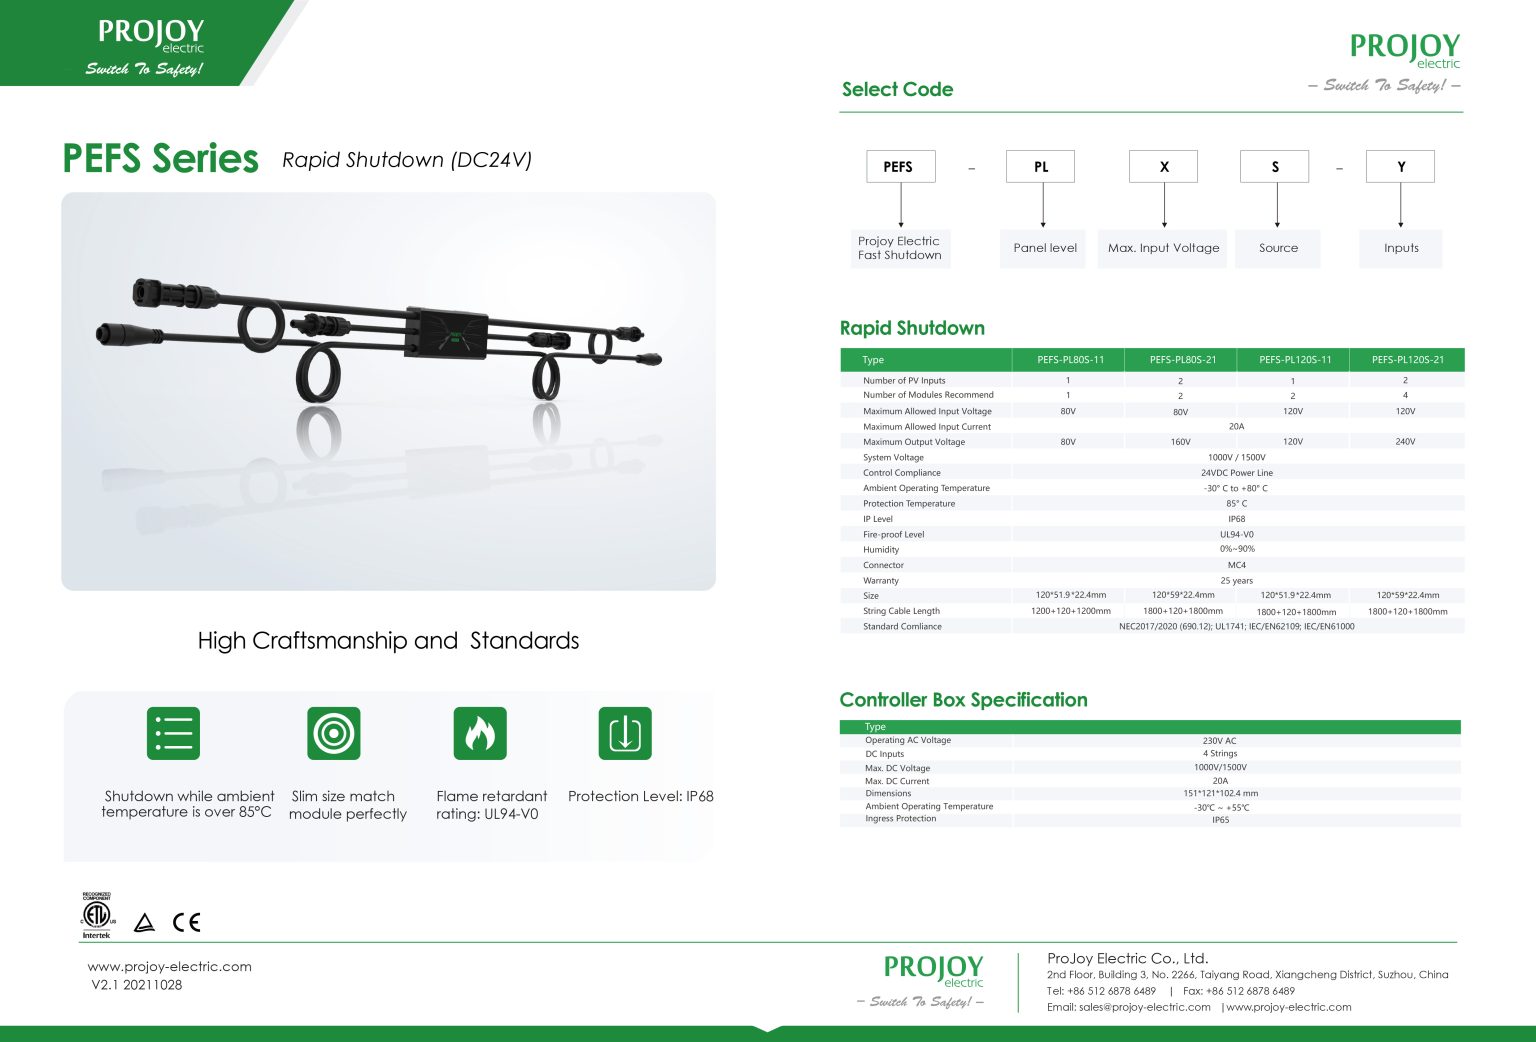 PROJOY
electric
Switch To Safety!
PEFS Series Rapid Shutdown (DC24V)
High Craftsmanship and Standards
Shutdown while ambient
temperature is over 85°C
Slim size match
module perfectly
Flame retardant
rating: UL94-V0
Protection Level: IP68
RECOGNIZED
COMPONENT
C ETL US
Intertek
CE
www.projoy-electric.com
V2.1 20211028
PROJOY
electric
– Switch To Safety! –
Select Code
PEFS – PL X S – Y
Projoy Electric
Fast Shutdown
Panel level
Max. Input Voltage
Source
Inputs
Rapid Shutdown
Type PEFS-PL80S-11 PEFS-PL80S-21 PEFS-PL120S-11 PEFS-PL120S-21
Number of PV Inputs 1 2 1 2
Number of Modules Recommend 1 2 2 4
Maximum Allowed Input Voltage 80V 80V 120V 120V
Maximum Allowed Input Current 20A
Maximum Output Voltage 80V 160V 120V 240V
System Voltage 1000V / 1500V
Control Compliance 24VDC Power Line
Ambient Operating Temperature -30° C to +80° C
Protection Temperature 85° C
IP Level IP68
Fire-proof Level UL94-V0
Humidity 0%~90%
Connector MC4
Warranty 25 years
Size 120*51.9*22.4mm 120*59*22.4mm 120*51.9*22.4mm 120*59*22.4mm
String Cable Length 1200+120+1200mm 1800+120+1800mm 1800+120+1800mm 1800+120+1800mm
Standard Comliance NEC2017/2020 (690.12); UL1741; IEC/EN62109; IEC/EN61000
Controller Box Specification
Type
Operating AC Voltage 230V AC
DC Inputs 4 Strings
Max. DC Voltage 1000V/1500V
Max. DC Current 20A
Dimensions 151*121*102.4 mm
Ambient Operating Temperature -30℃ ~ +55℃
Ingress Protection IP65
PROJOY
electric
– Switch To Safety! –
ProJoy Electric Co., Ltd.
2nd Floor, Building 3, No. 2266, Taiyang Road, Xiangcheng District, Suzhou, China
Tel: +86 512 6878 6489 | Fax: +86 512 6878 6489
Email: sales@projoy-electric.com |www.projoy-electric.com